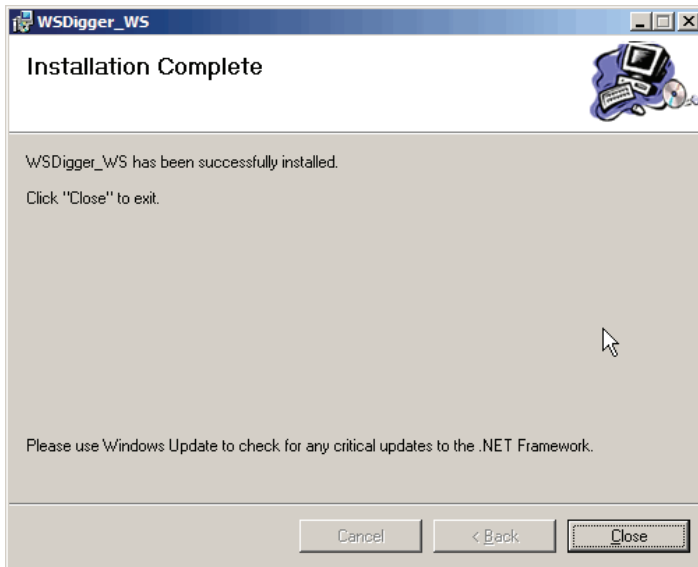 WSDigger_WS
Installation Complete
WSDigger_WS has been successfully installed.
Click "Close" to exit.
Please use Windows Update to check for any critical updates to the .NET Framework.
Cancel
< Back
Close